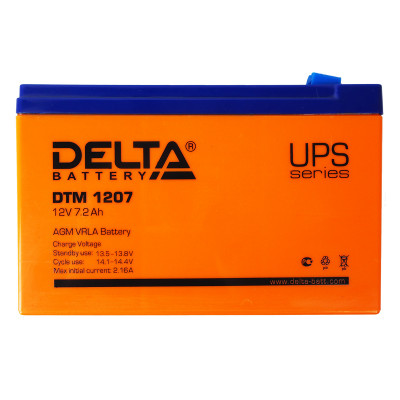 DELTA®
BATTERY
UPS
series
DTM 1207
12V 7.2Ah
AGM VRLA Battery
Charge Voltage
Standby use: 13.5-13.8V
Cycle use: 14.1-14.4V
Max initial current: 2.16A
Pb
www.delta-batt.com